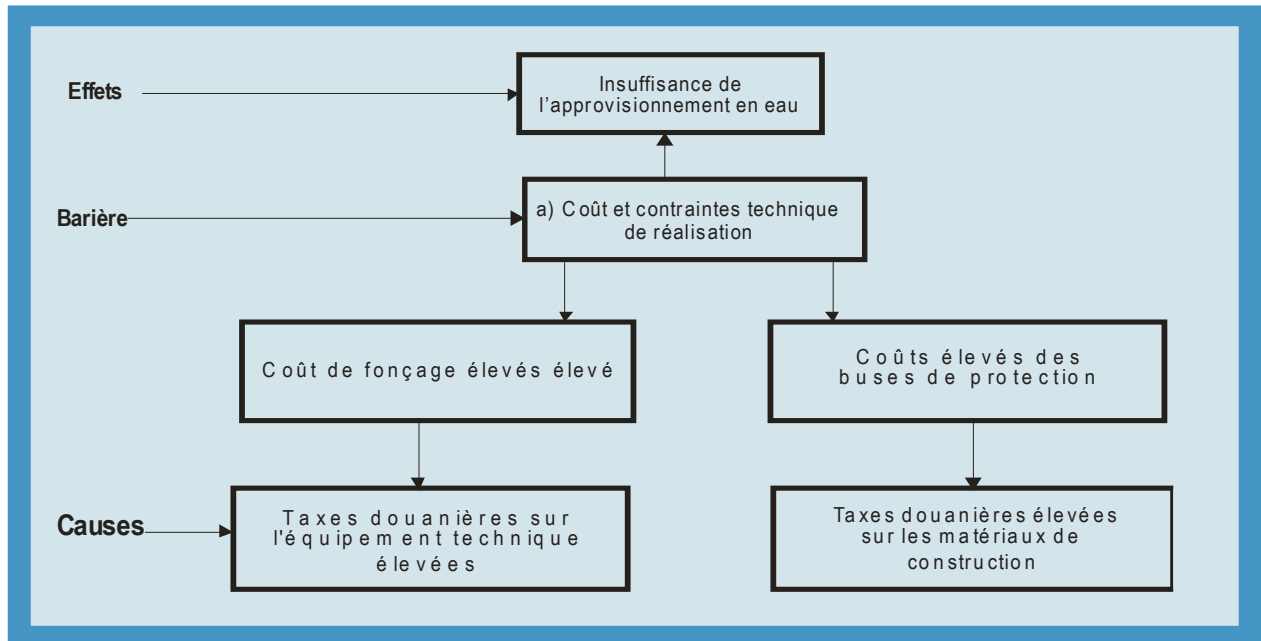 Effets
Insuffisance de
l'approvisionnement en eau
Barière
a) Coût et contraintes technique
de réalisation
Coût de fonçage élevés élevé
Coûts élevés des
buses de protection
Causes
Taxes douanières sur
l'équipement technique
élevées
Taxes douanières élevées
sur les matériaux de
construction